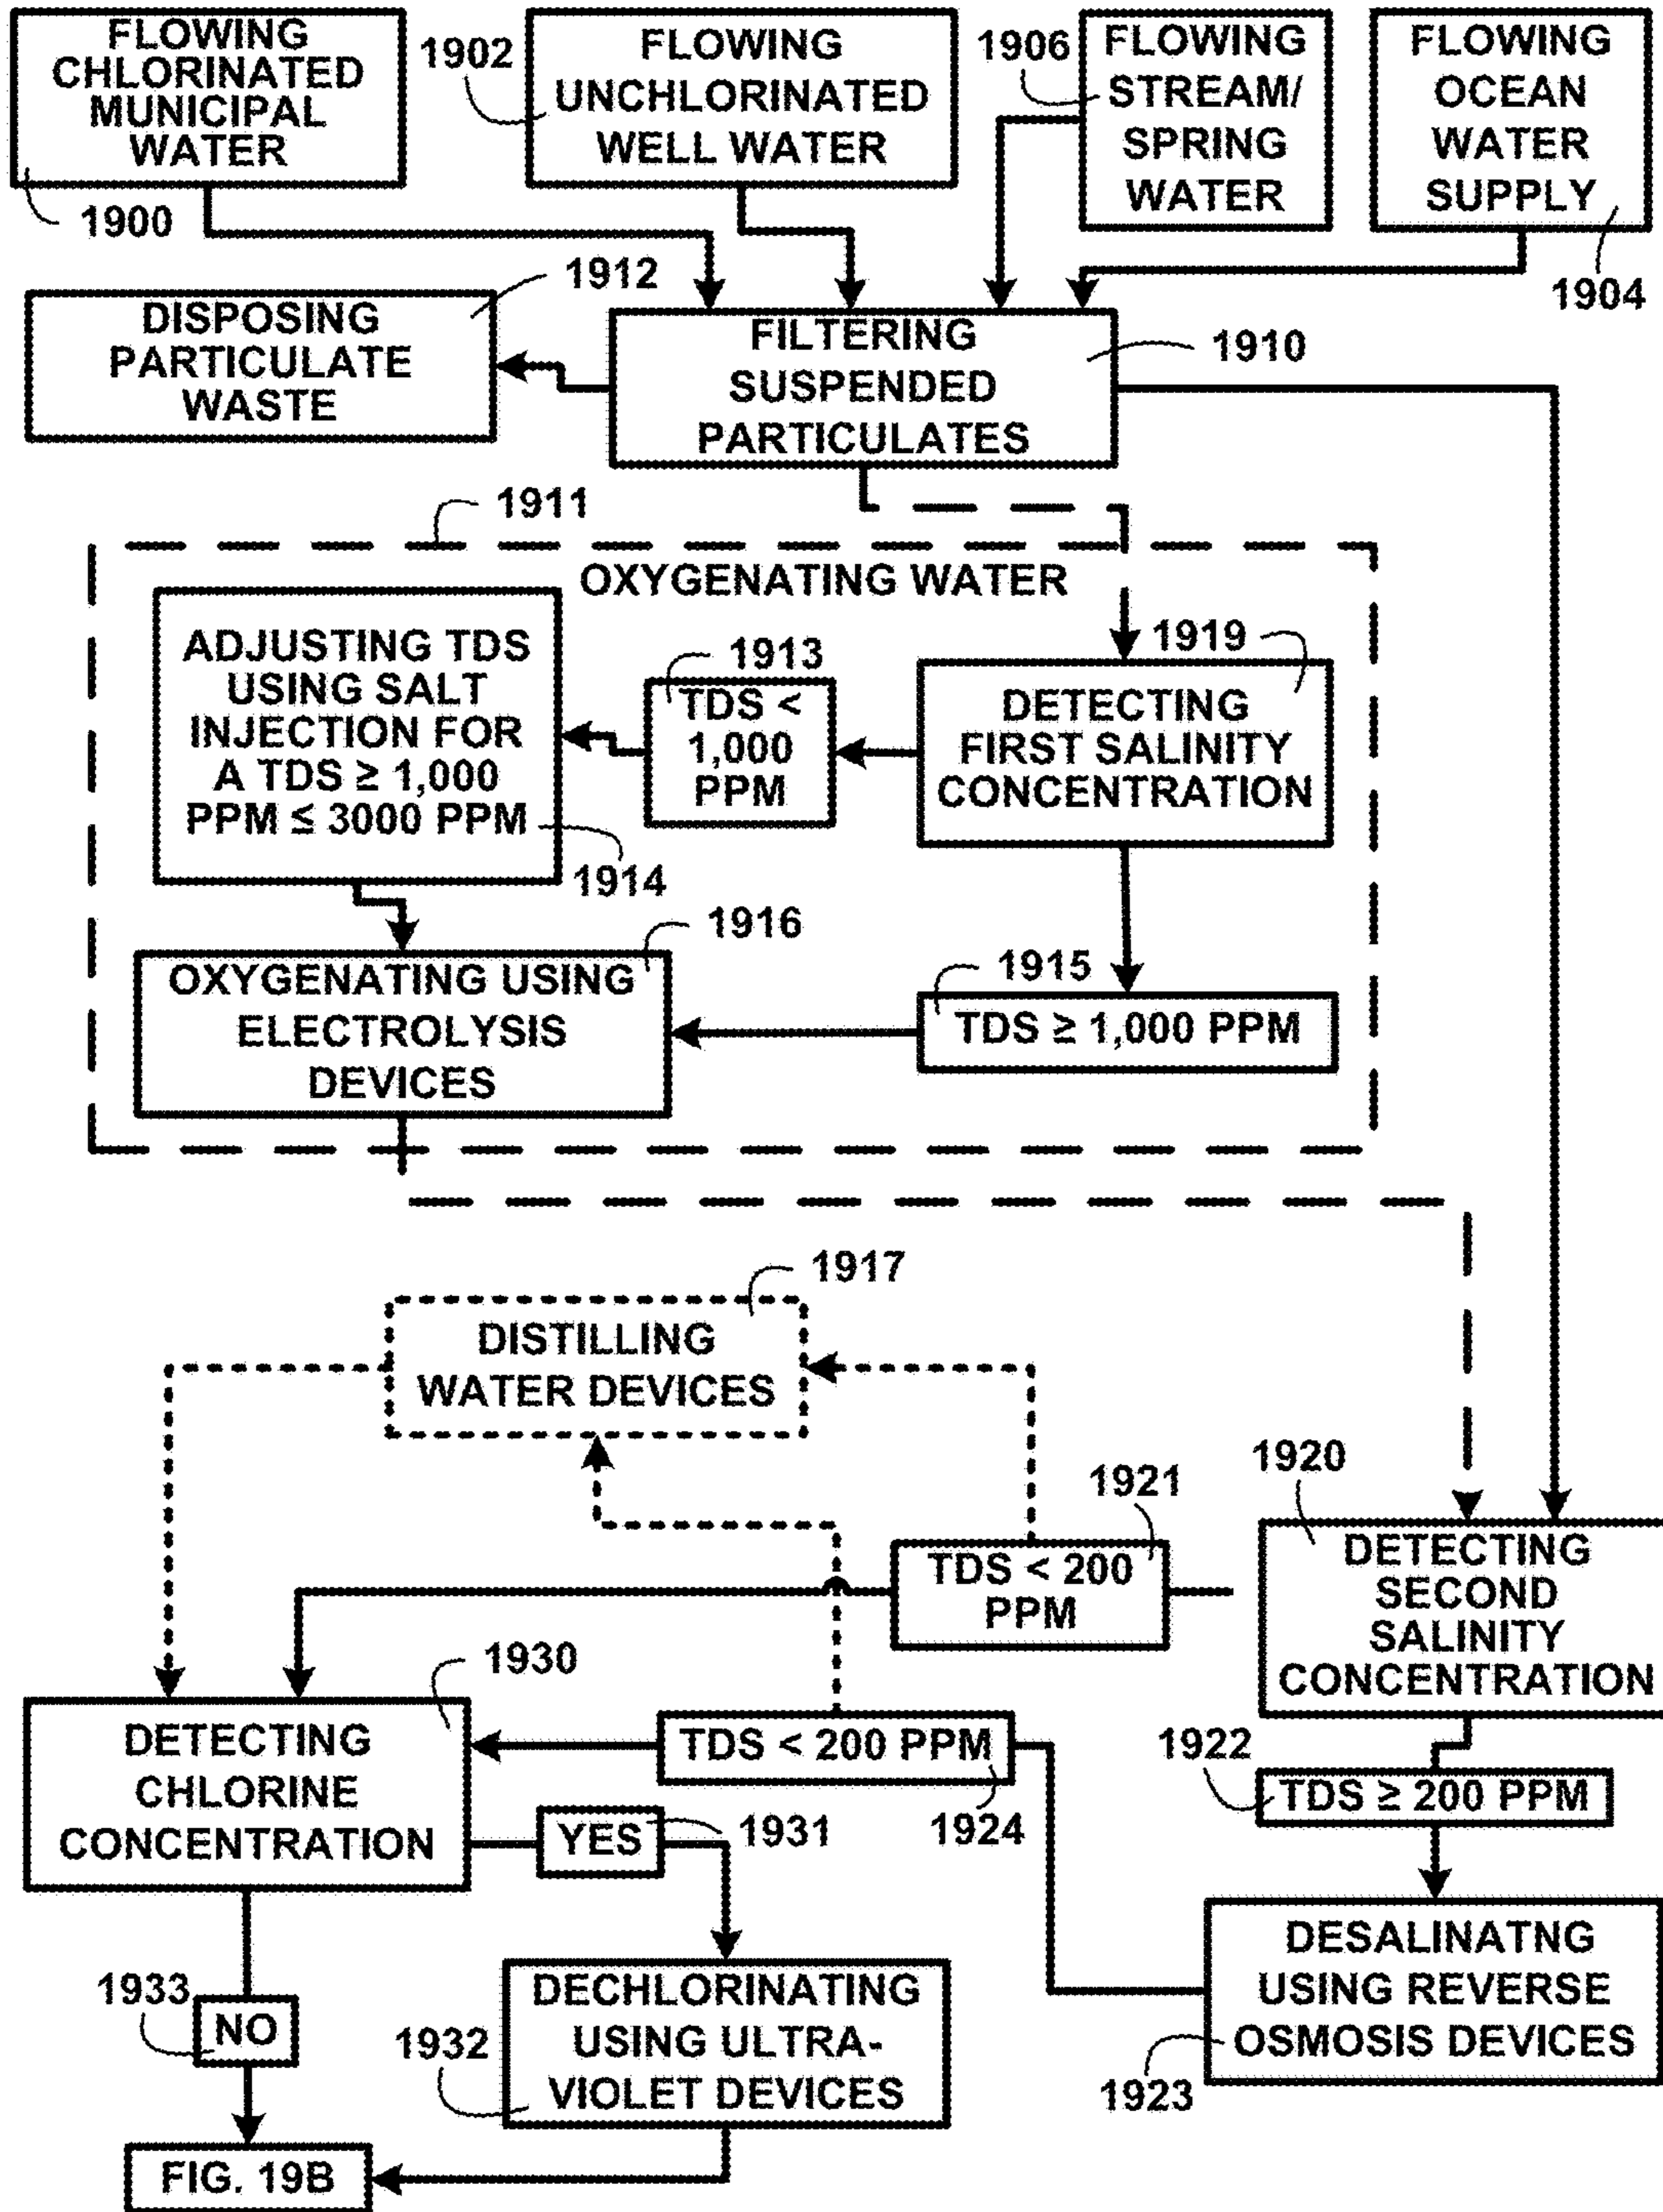 FLOWING
CHLORINATED
MUNICIPAL
WATER
1900
1902
FLOWING
UNCHLORINATED
WELL WATER
1906
FLOWING
STREAM/
SPRING
WATER
FLOWING
OCEAN
WATER
SUPPLY
1904
1912
DISPOSING
PARTICULATE
WASTE
FILTERING
SUSPENDED
PARTICULATES
1910
1911
OXYGENATING WATER
ADJUSTING TDS
USING SALT
INJECTION FOR
A TDS ≥ 1,000
PPM ≤ 3000 PPM
1914
1913
TDS <
1,000
PPM
1919
DETECTING
FIRST SALINITY
CONCENTRATION
1916
OXYGENATING USING
ELECTROLYSIS
DEVICES
1915
TDS ≥ 1,000 PPM
1917
DISTILLING
WATER DEVICES
1921
TDS < 200
PPM
1920
DETECTING
SECOND
SALINITY
CONCENTRATION
1930
DETECTING
CHLORINE
CONCENTRATION
TDS < 200 PPM
1924
1922
TDS ≥ 200 PPM
YES
1931
DESALINATNG
USING REVERSE
OSMOSIS DEVICES
1923
1933
NO
1932
DECHLORINATING
USING ULTRA-
VIOLET DEVICES
FIG. 19B